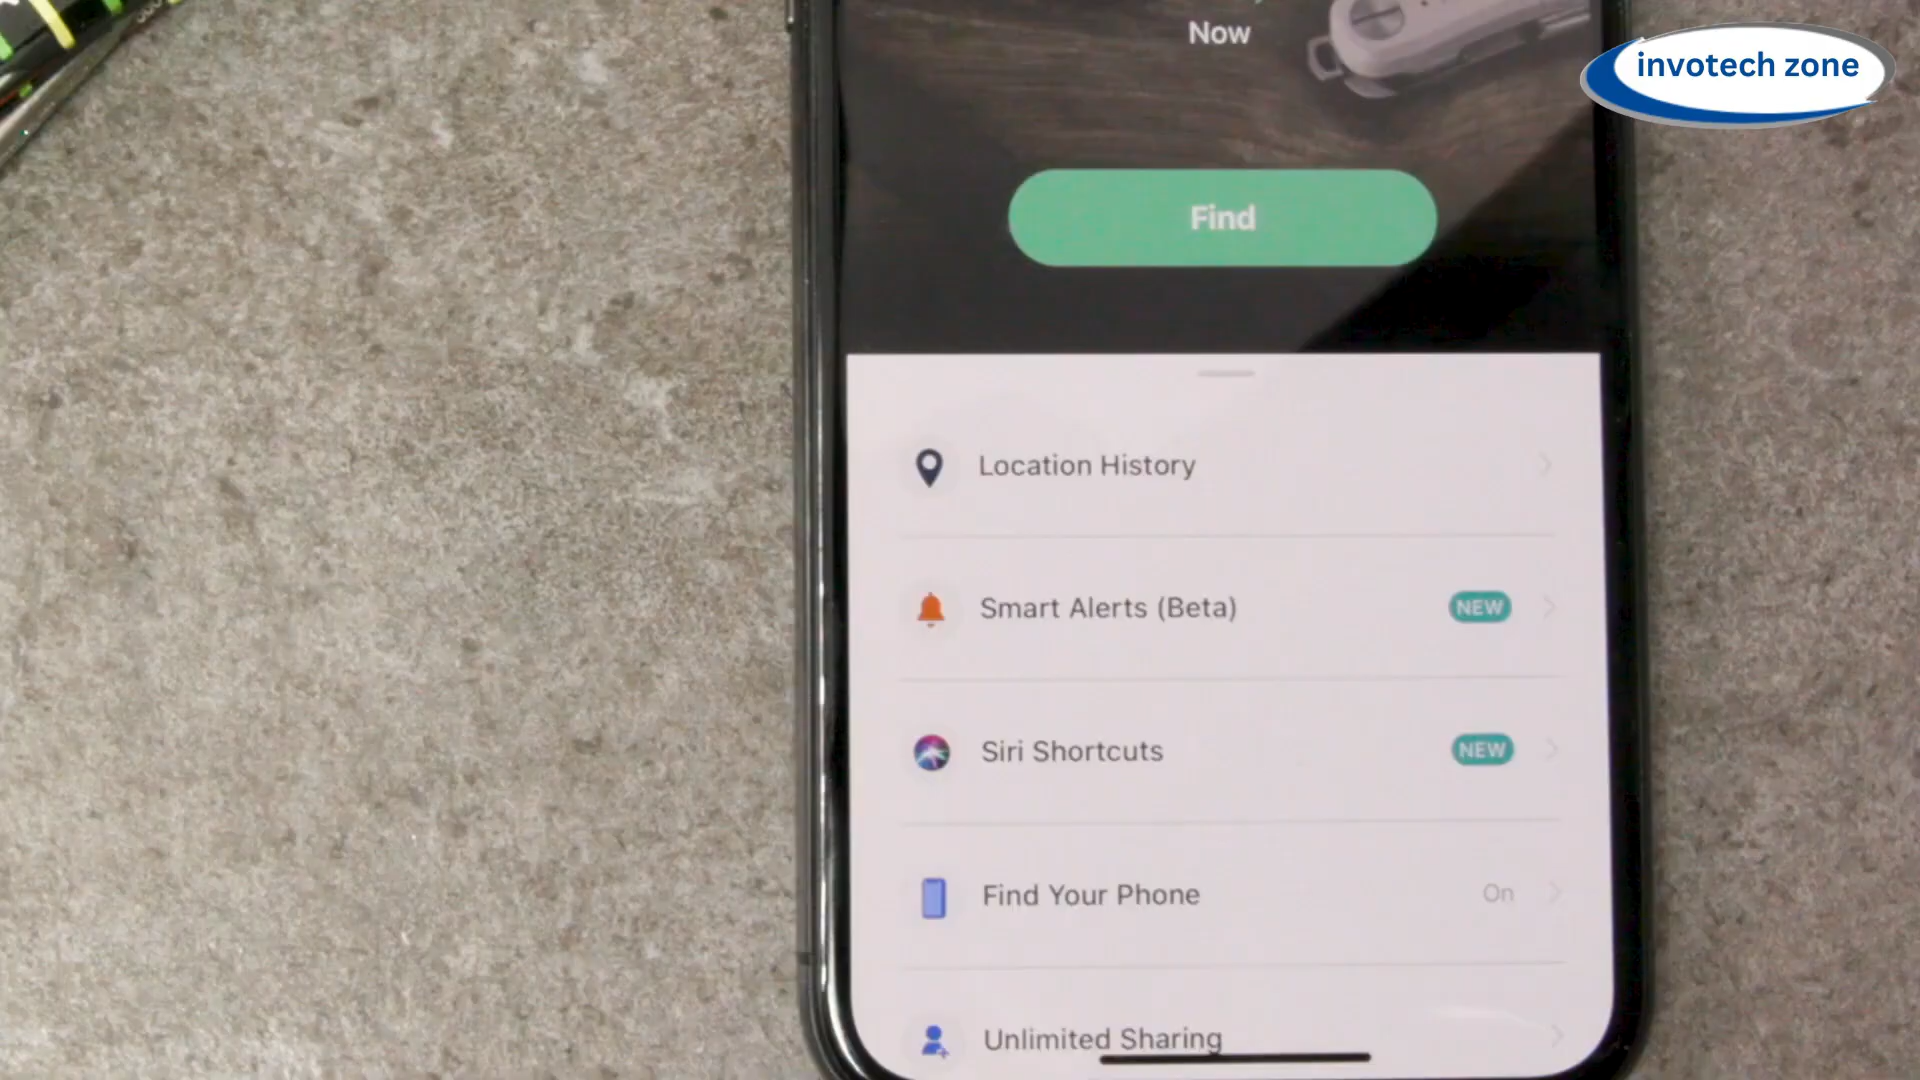 Now
invotech zone
Find
Location History
Smart Alerts (Beta)
NEW
Siri Shortcuts
NEW
Find Your Phone
On
Unlimited Sharing